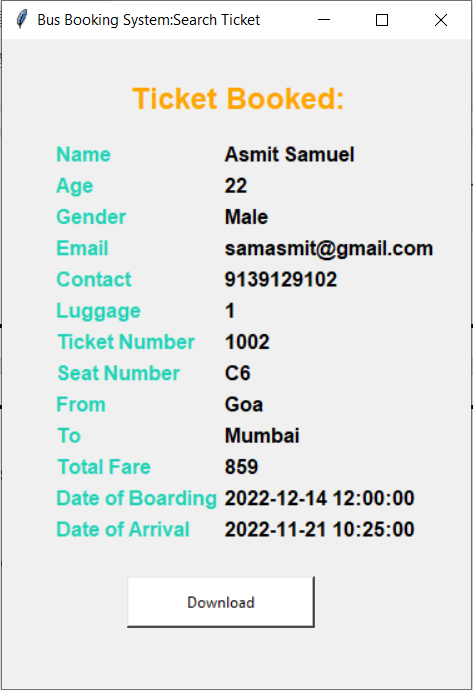 Bus Booking System:Search Ticket
Ticket Booked:
Name Asmit Samuel
Age 22
Gender Male
Email samasmit@gmail.com
Contact 9139129102
Luggage 1
Ticket Number 1002
Seat Number C6
From Goa
To Mumbai
Total Fare 859
Date of Boarding 2022-12-14 12:00:00
Date of Arrival 2022-11-21 10:25:00
Download